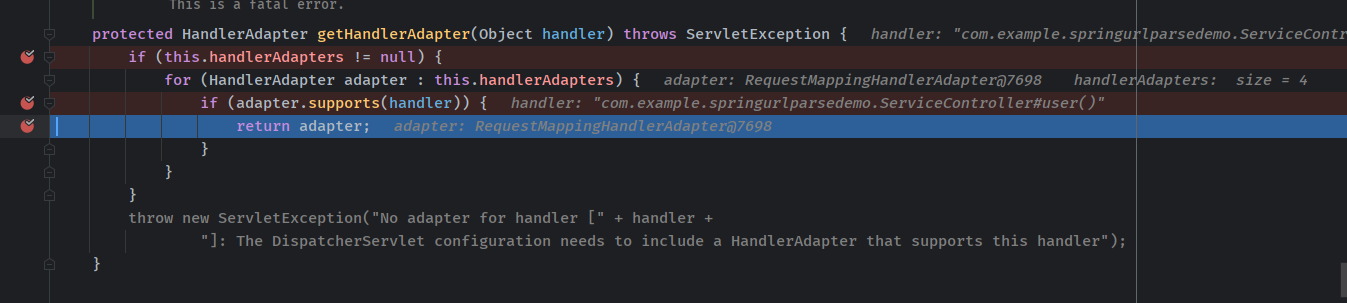 This is a fatal error.
protected HandlerAdapter getHandlerAdapter(Object handler) throws ServletException {   handler: "com.example.springurlparsedemo.ServiceContr
if (this.handlerAdapters != null) {
for (HandlerAdapter adapter : this.handlerAdapters) {   adapter: RequestMappingHandlerAdapter@7698   handlerAdapters:  size = 4
if (adapter.supports(handler)) {   handler: "com.example.springurlparsedemo.ServiceController#user()"
return adapter;   adapter: RequestMappingHandlerAdapter@7698
}
}
}
throw new ServletException("No adapter for handler [" + handler +
"]: The DispatcherServlet configuration needs to include a HandlerAdapter that supports this handler");
}